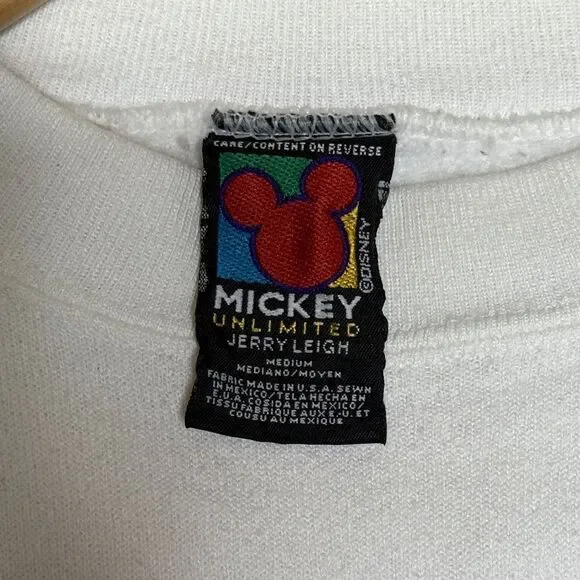 CARE/CONTENT ON REVERSE
©DISNEY
MICKEY
UNLIMITED
JERRY LEIGH
MEDIUM
MEDIANO/MOYEN
FABRIC MADE IN U.S.A. SEWN
IN MEXICO/TELA HECHA EN
E.U.A. COSIDA EN MEXICO/
TISSU FABRIQUE AUX E.-U. ET
COUSU AU MEXIQUE